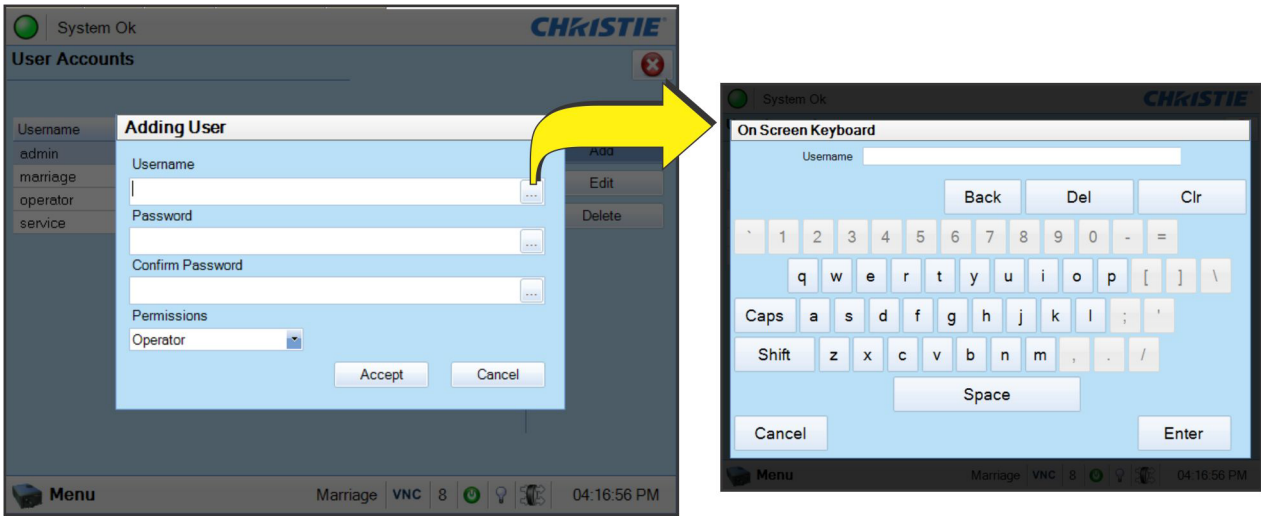 System Ok CHRISTIE
User Accounts
Username
admin
marriage
operator
service
Add
Edit
Delete
Adding User
Username
...
Password
...
Confirm Password
...
Permissions
Operator
Accept Cancel
Menu Marriage VNC 8 04:16:56 PM
System Ok CHRISTIE
On Screen Keyboard
Username
Back Del Clr
` 1 2 3 4 5 6 7 8 9 0 - =
q w e r t y u i o p [ ] \
Caps a s d f g h j k l ; '
Shift z x c v b n m , . /
Space
Cancel Enter
Menu Marriage VNC 8 04:16:56 PM